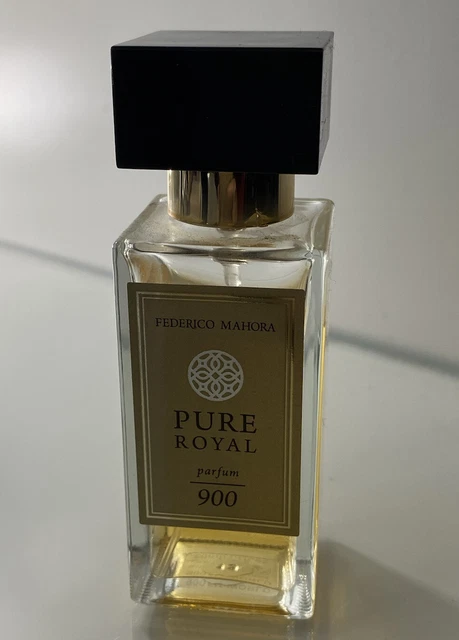 FEDERICO MAHORA
PURE
ROYAL
parfum
900